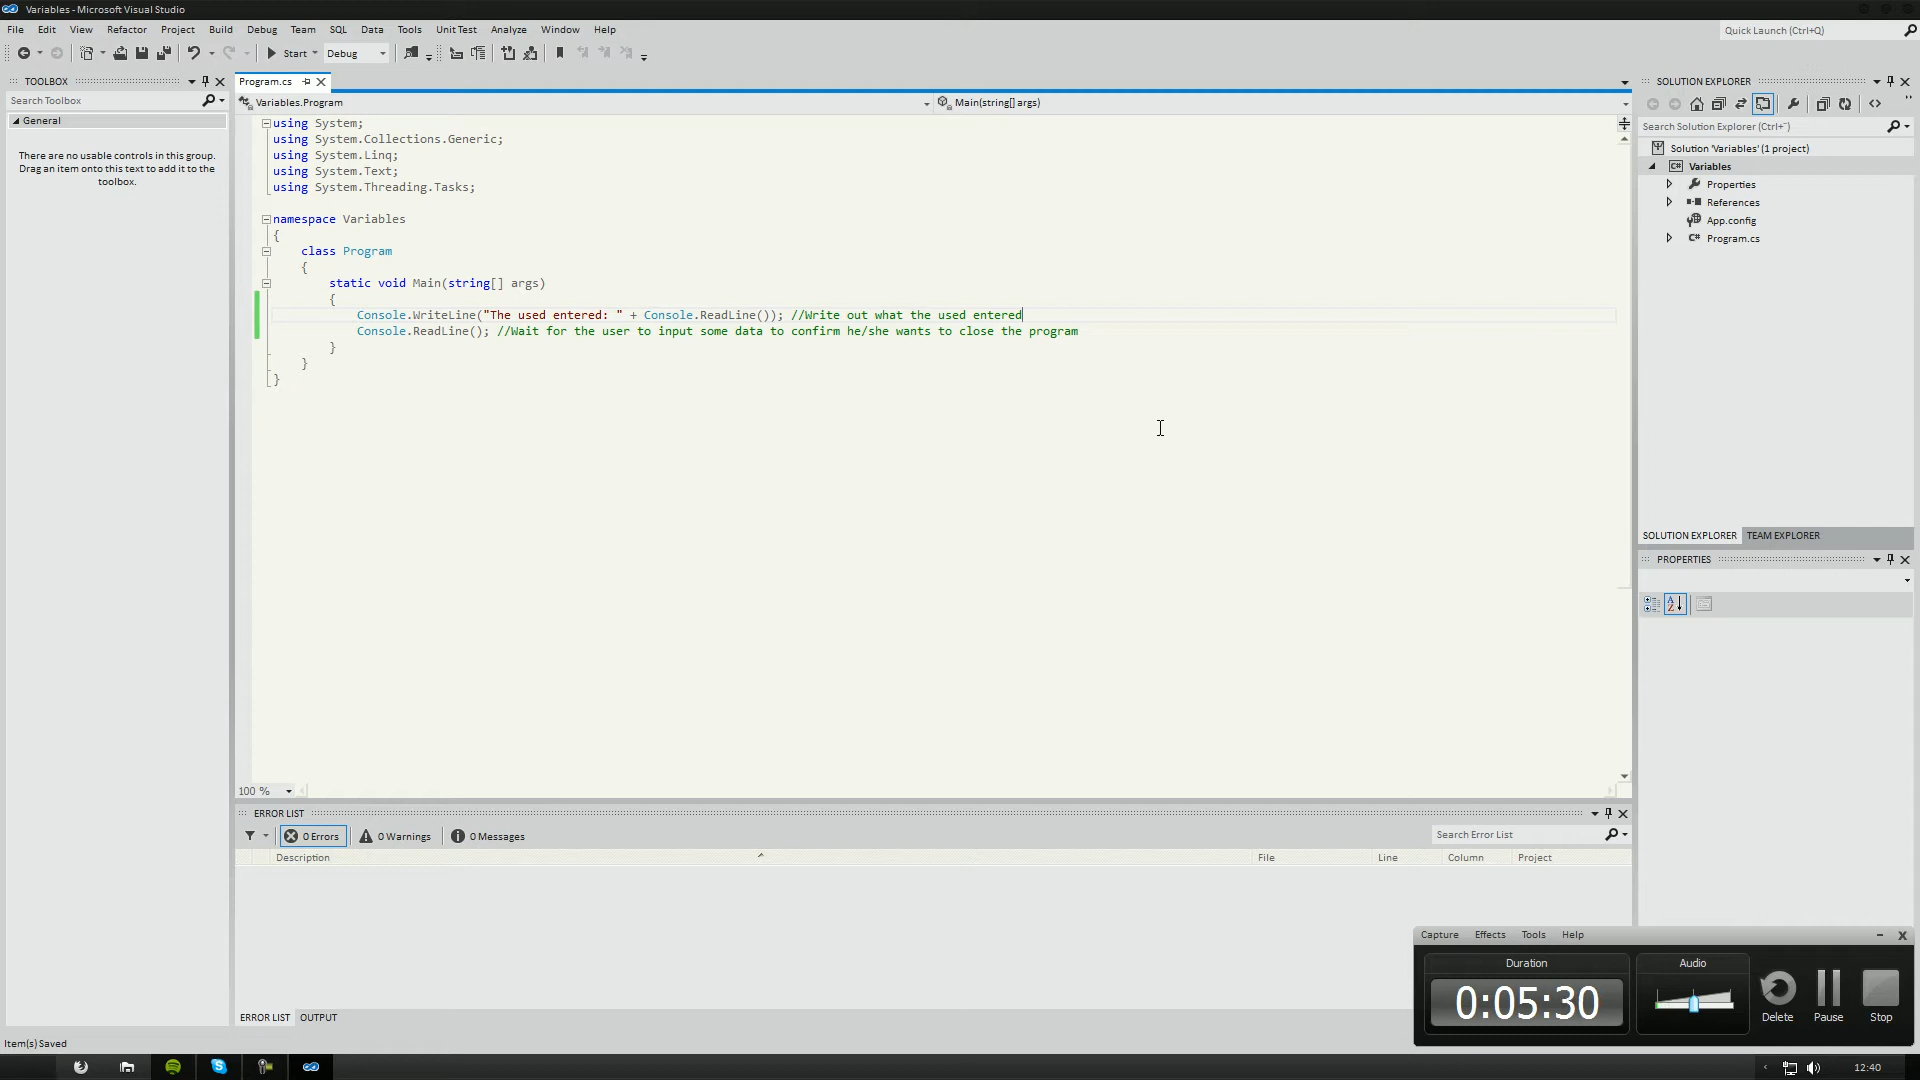 Variables - Microsoft Visual Studio
File Edit View Refactor Project Build Debug Team SQL Data Tools Unit Test Analyze Window Help
Quick Launch (Ctrl+Q)
Start Debug
TOOLBOX
Search Toolbox
General
There are no usable controls in this group.
Drag an item onto this text to add it to the
toolbox.
Program.cs
Variables.Program
Main(string[] args)
using System;
using System.Collections.Generic;
using System.Linq;
using System.Text;
using System.Threading.Tasks;
namespace Variables
{
class Program
{
static void Main(string[] args)
{
Console.WriteLine("The used entered: " + Console.ReadLine()); //Write out what the used entered
Console.ReadLine(); //Wait for the user to input some data to confirm he/she wants to close the program
}
}
}
100 %
SOLUTION EXPLORER
Search Solution Explorer (Ctrl+¨)
Solution 'Variables' (1 project)
Variables
Properties
References
App.config
Program.cs
SOLUTION EXPLORER TEAM EXPLORER
PROPERTIES
ERROR LIST
0 Errors 0 Warnings 0 Messages
Search Error List
Description File Line Column Project
ERROR LIST OUTPUT
Capture Effects Tools Help
Duration
0:05:30
Audio
Delete Pause Stop
Item(s) Saved
12:40